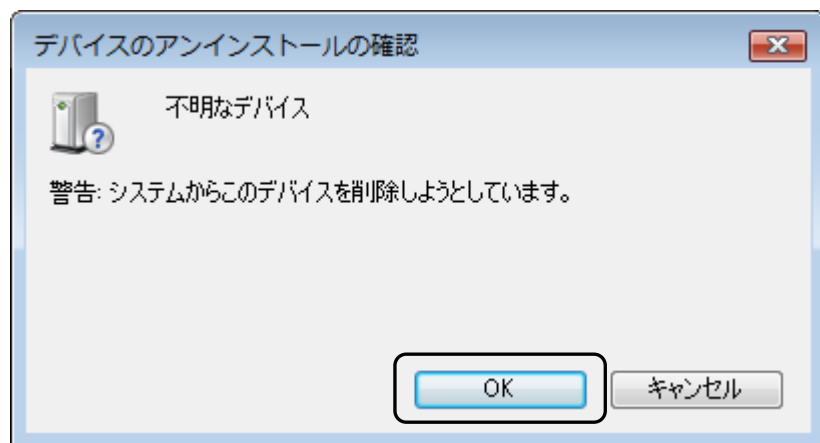 デバイスのアンインストールの確認
不明なデバイス
警告: システムからこのデバイスを削除しようとしています。
OK
キャンセル